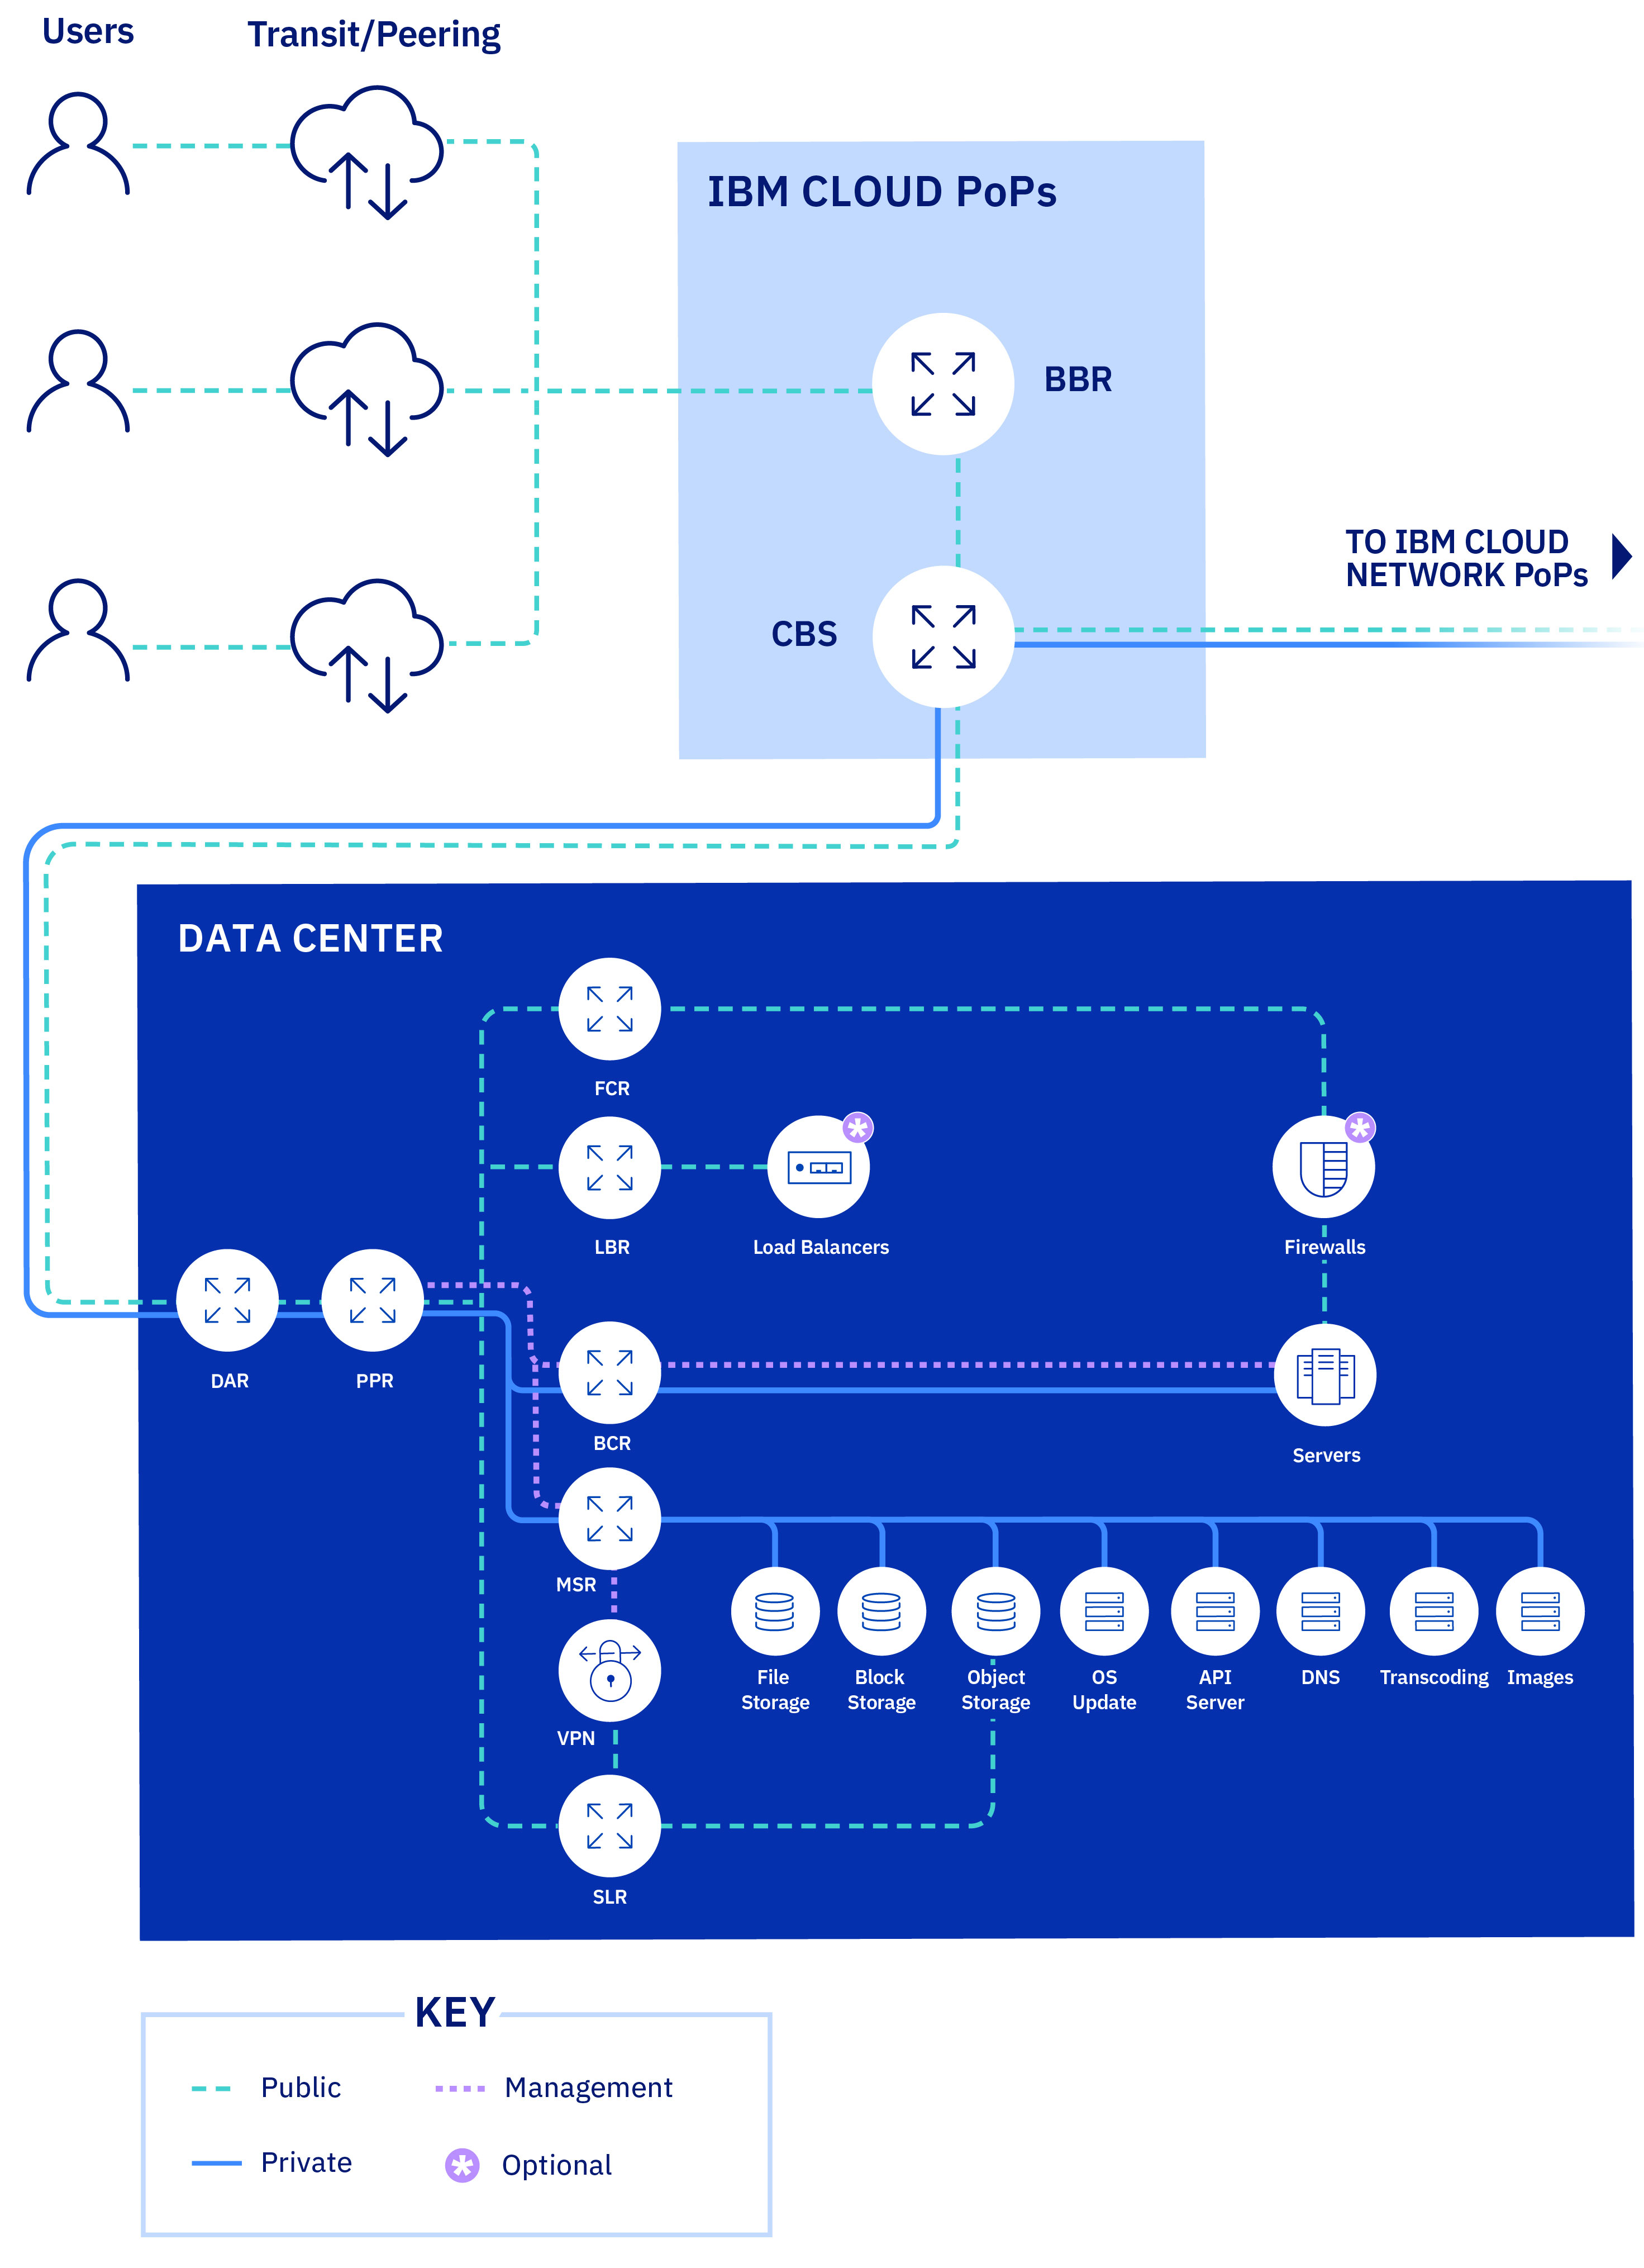 Users
Transit/Peering
IBM CLOUD PoPs
BBR
TO IBM CLOUD
NETWORK PoPs
CBS
DATA CENTER
FCR
LBR
Load Balancers
Firewalls
DAR
PPR
BCR
Servers
MSR
File
Storage
Block
Storage
Object
Storage
OS
Update
API
Server
DNS
Transcoding
Images
VPN
SLR
KEY
Public
Management
Private
Optional